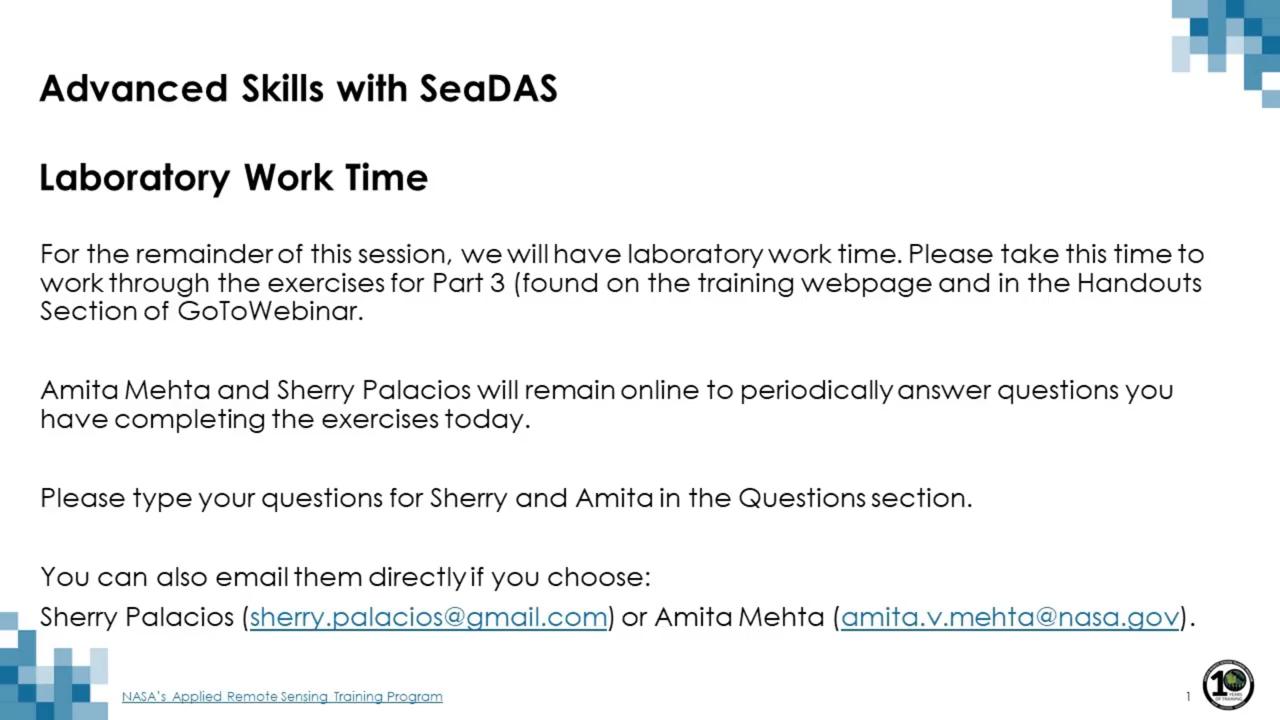 Advanced Skills with SeaDAS
Laboratory Work Time
For the remainder of this session, we will have laboratory work time. Please take this time to
work through the exercises for Part 3 (found on the training webpage and in the Handouts
Section of GoToWebinar.
Amita Mehta and Sherry Palacios will remain online to periodically answer questions you
have completing the exercises today.
Please type your questions for Sherry and Amita in the Questions section.
You can also email them directly if you choose:
Sherry Palacios (sherry.palacios@gmail.com) or Amita Mehta (amita.v.mehta@nasa.gov).
NASA's Applied Remote Sensing Training Program
1
10
YEARS
OF TRAINING